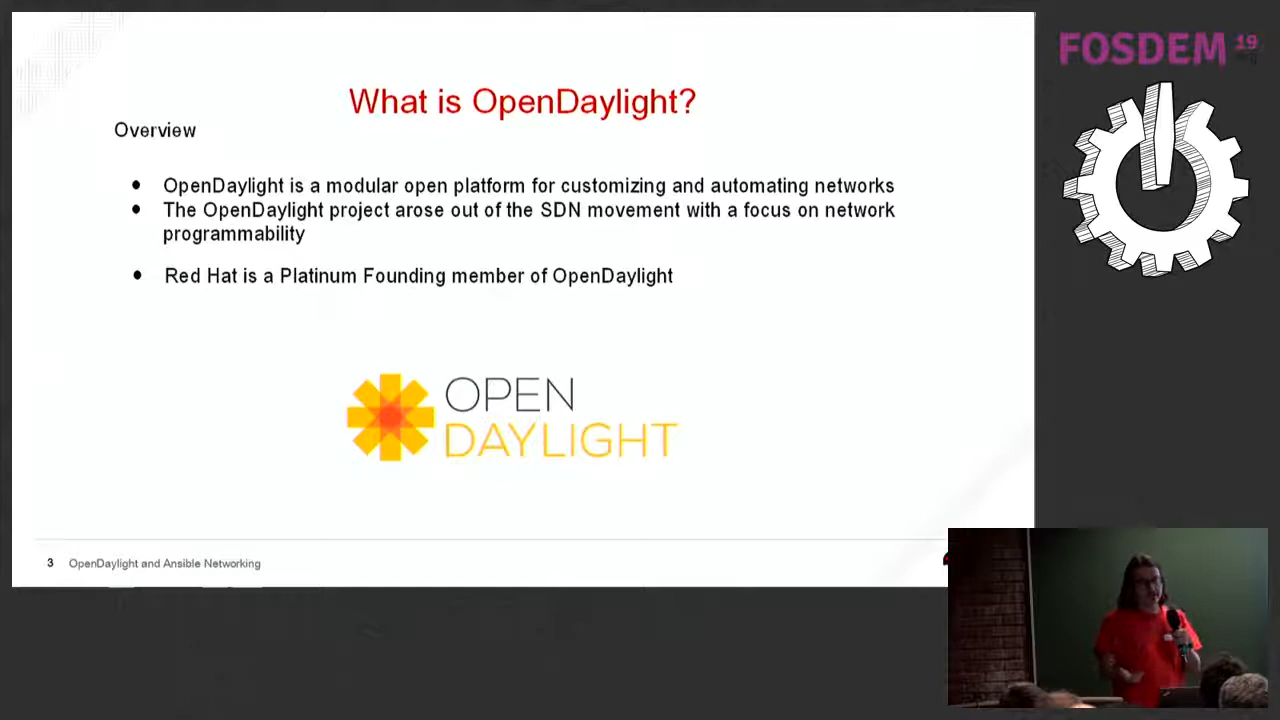 FOSDEM 19
.org
What is OpenDaylight?
Overview
● OpenDaylight is a modular open platform for customizing and automating networks
● The OpenDaylight project arose out of the SDN movement with a focus on network
programmability
● Red Hat is a Platinum Founding member of OpenDaylight
OPEN
DAYLIGHT
3 OpenDaylight and Ansible Networking